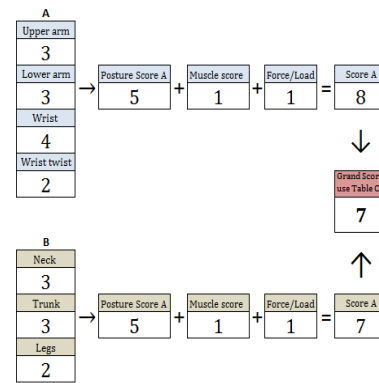 A
Upper arm
3
Lower arm
3
Wrist
4
Wrist twist
2
→
Posture Score A
5
+
Muscle score
1
+
Force/Load
1
=
Score A
8
↓
Grand Scor
use Table C
7
↑
B
Neck
3
Trunk
3
Legs
2
→
Posture Score A
5
+
Muscle score
1
+
Force/Load
1
=
Score A
7